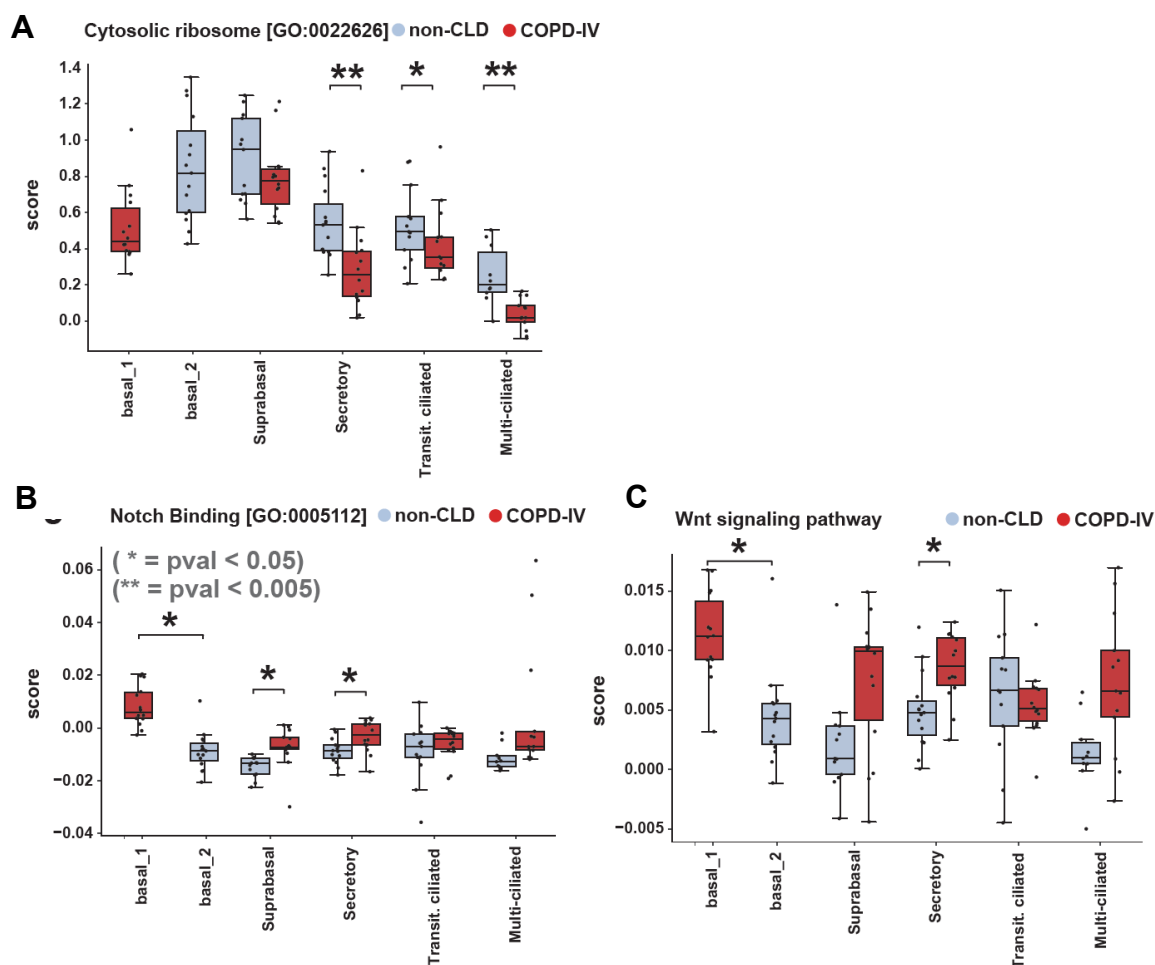 A
Cytosolic ribosome [GO:0022626] non-CLD COPD-IV
** * **
1.4
1.2
1.0
0.8
0.6
0.4
0.2
0.0
score
basal_1
basal_2
Suprabasal
Secretory
Transit. ciliated
Multi-ciliated
B
Notch Binding [GO:0005112] non-CLD COPD-IV
( * = pval < 0.05)
(** = pval < 0.005)
* * *
0.06
0.04
0.02
0.00
−0.02
−0.04
score
basal_1
basal_2
Suprabasal
Secretory
Transit. ciliated
Multi-ciliated
C
Wnt signaling pathway non-CLD COPD-IV
* *
0.015
0.010
0.005
0.000
−0.005
score
basal_1
basal_2
Suprabasal
Secretory
Transit. ciliated
Multi-ciliated